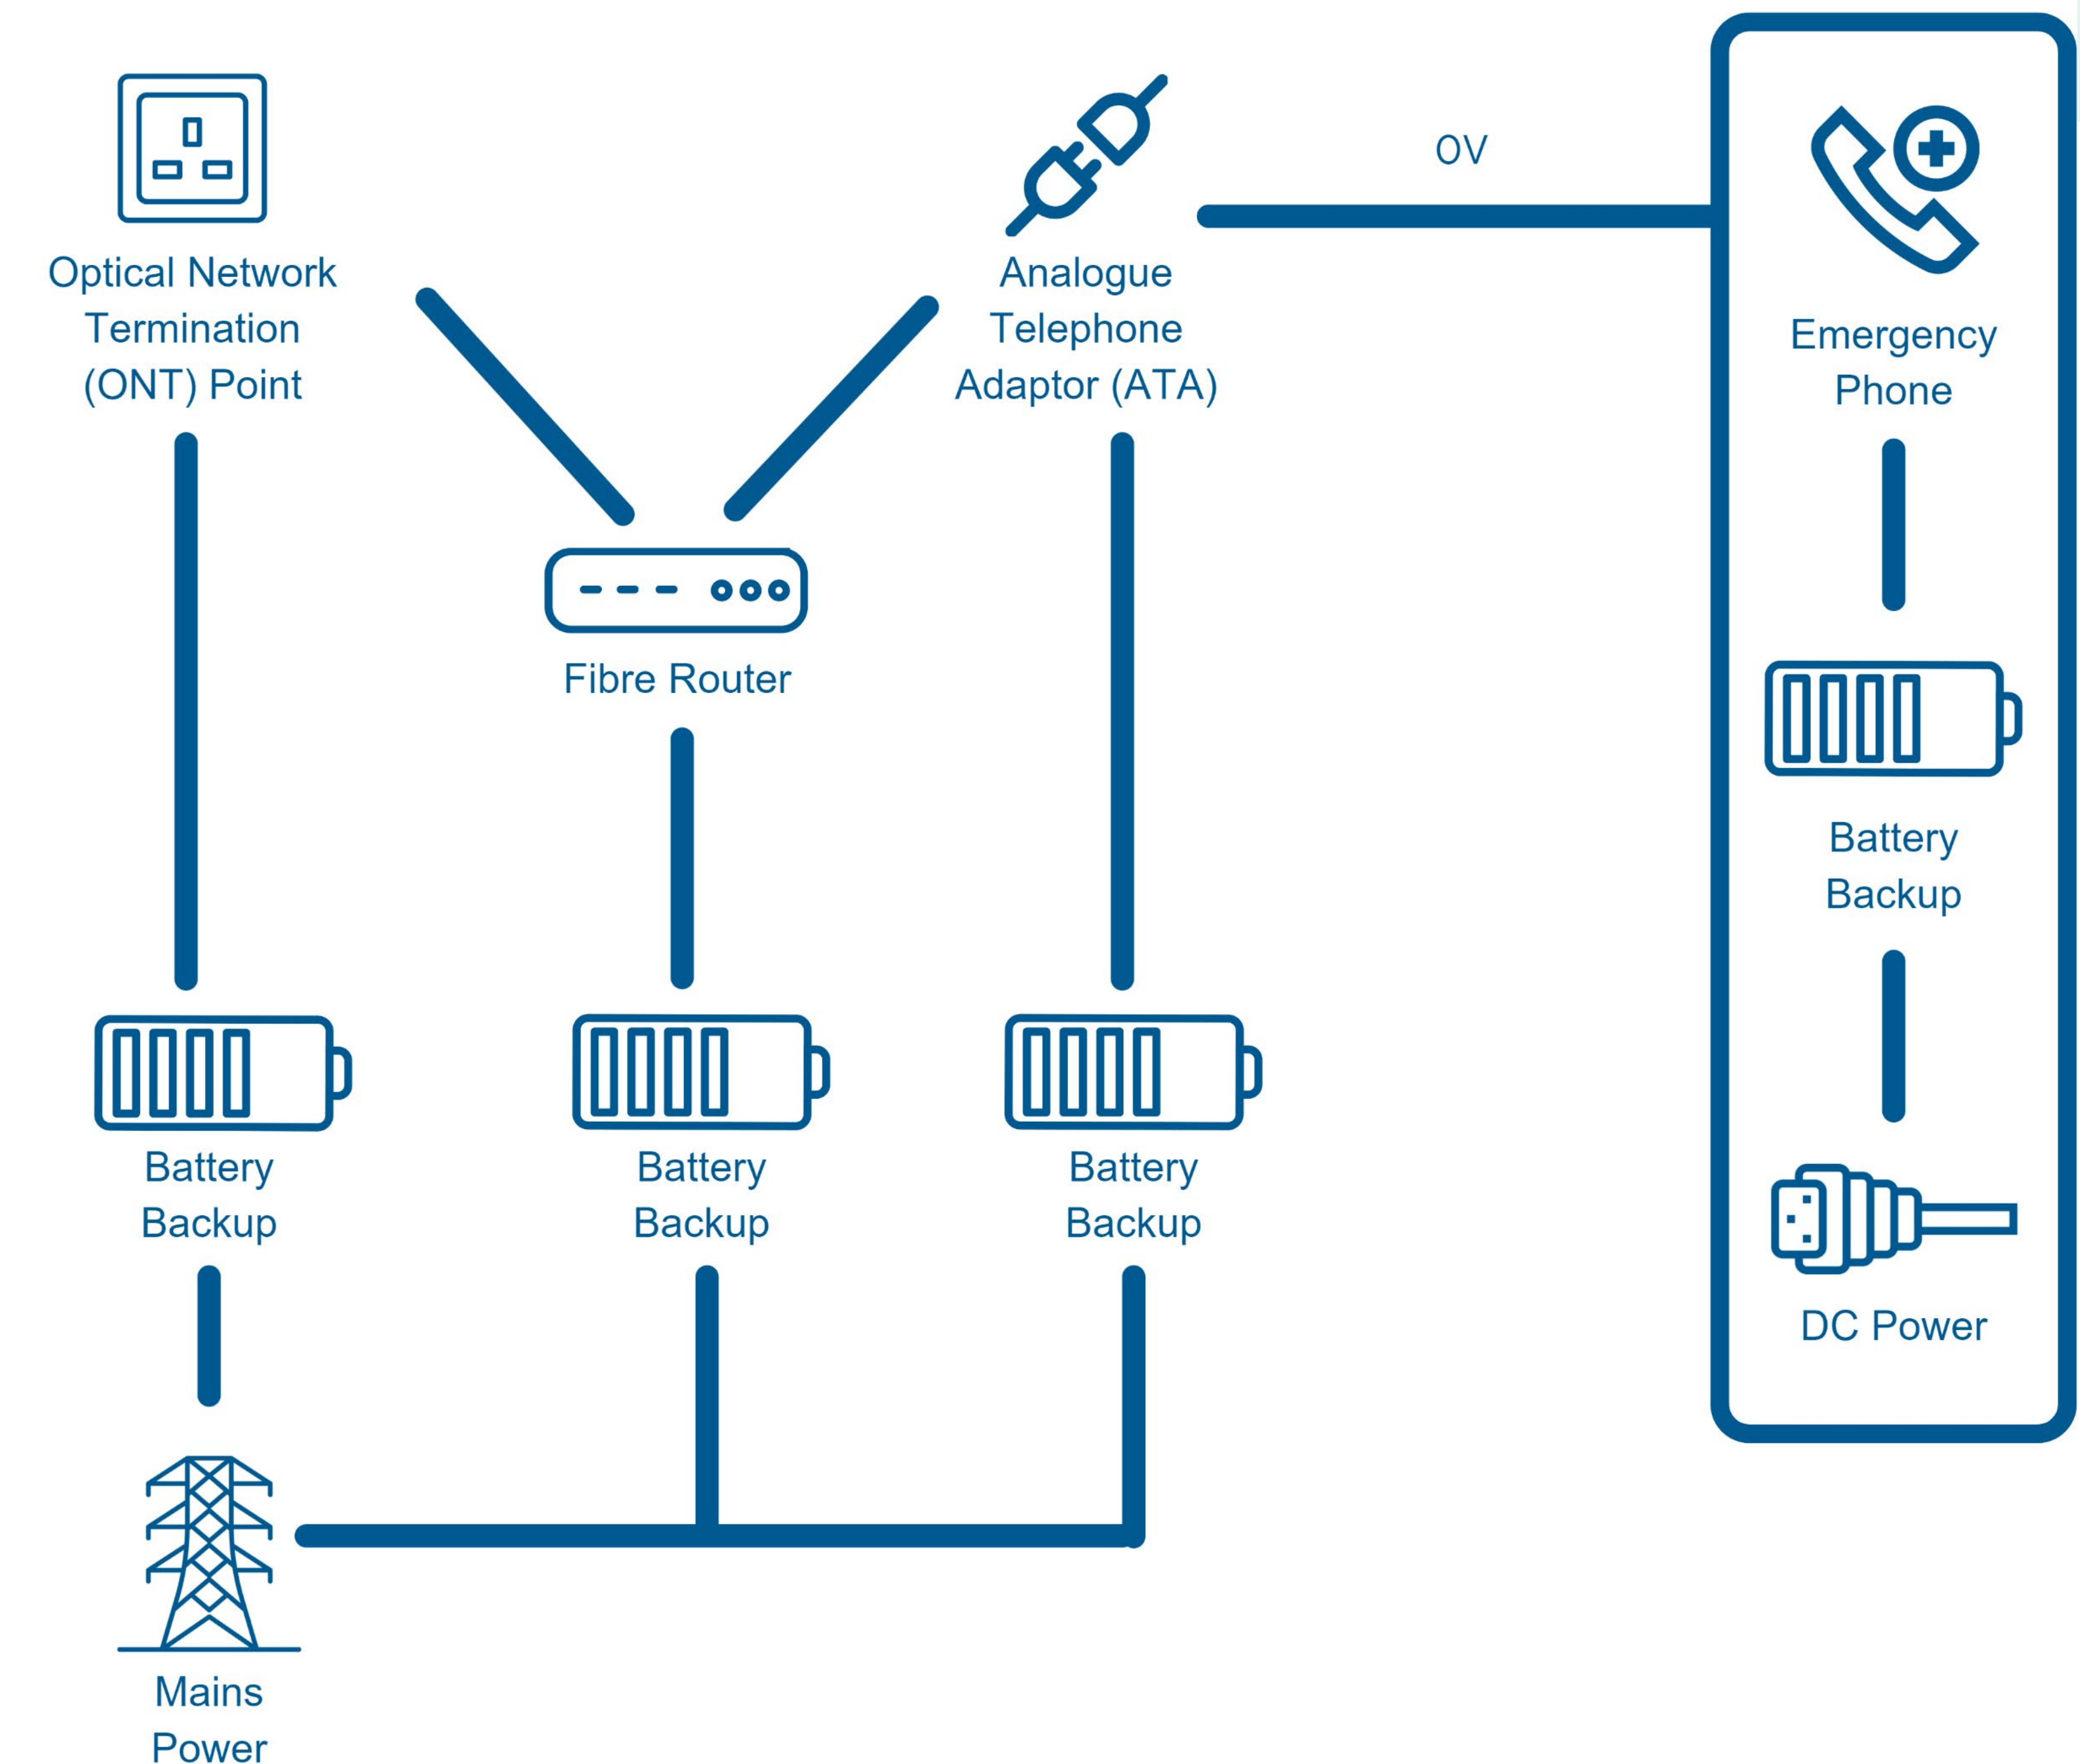 Optical Network
Termination
(ONT) Point
Analogue
Telephone
Adaptor (ATA)
0V
Emergency
Phone
Fibre Router
Battery
Backup
DC Power
Battery
Backup
Battery
Backup
Battery
Backup
Mains
Power